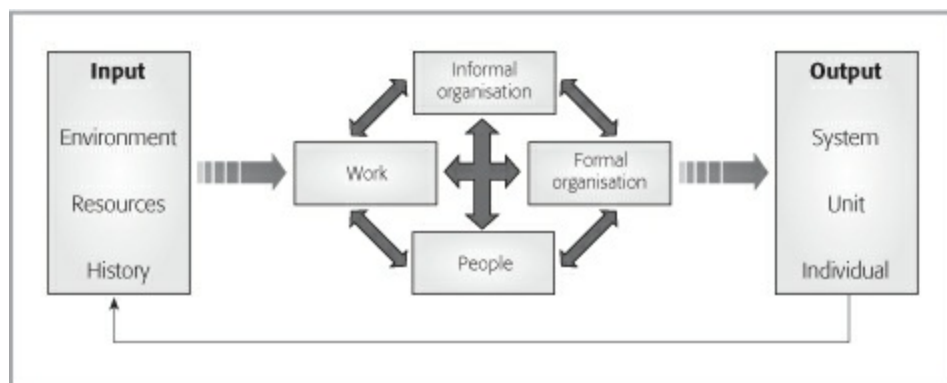 Input
Environment
Resources
History
Informal
organisation
Work
Formal
organisation
People
Output
System
Unit
Individual